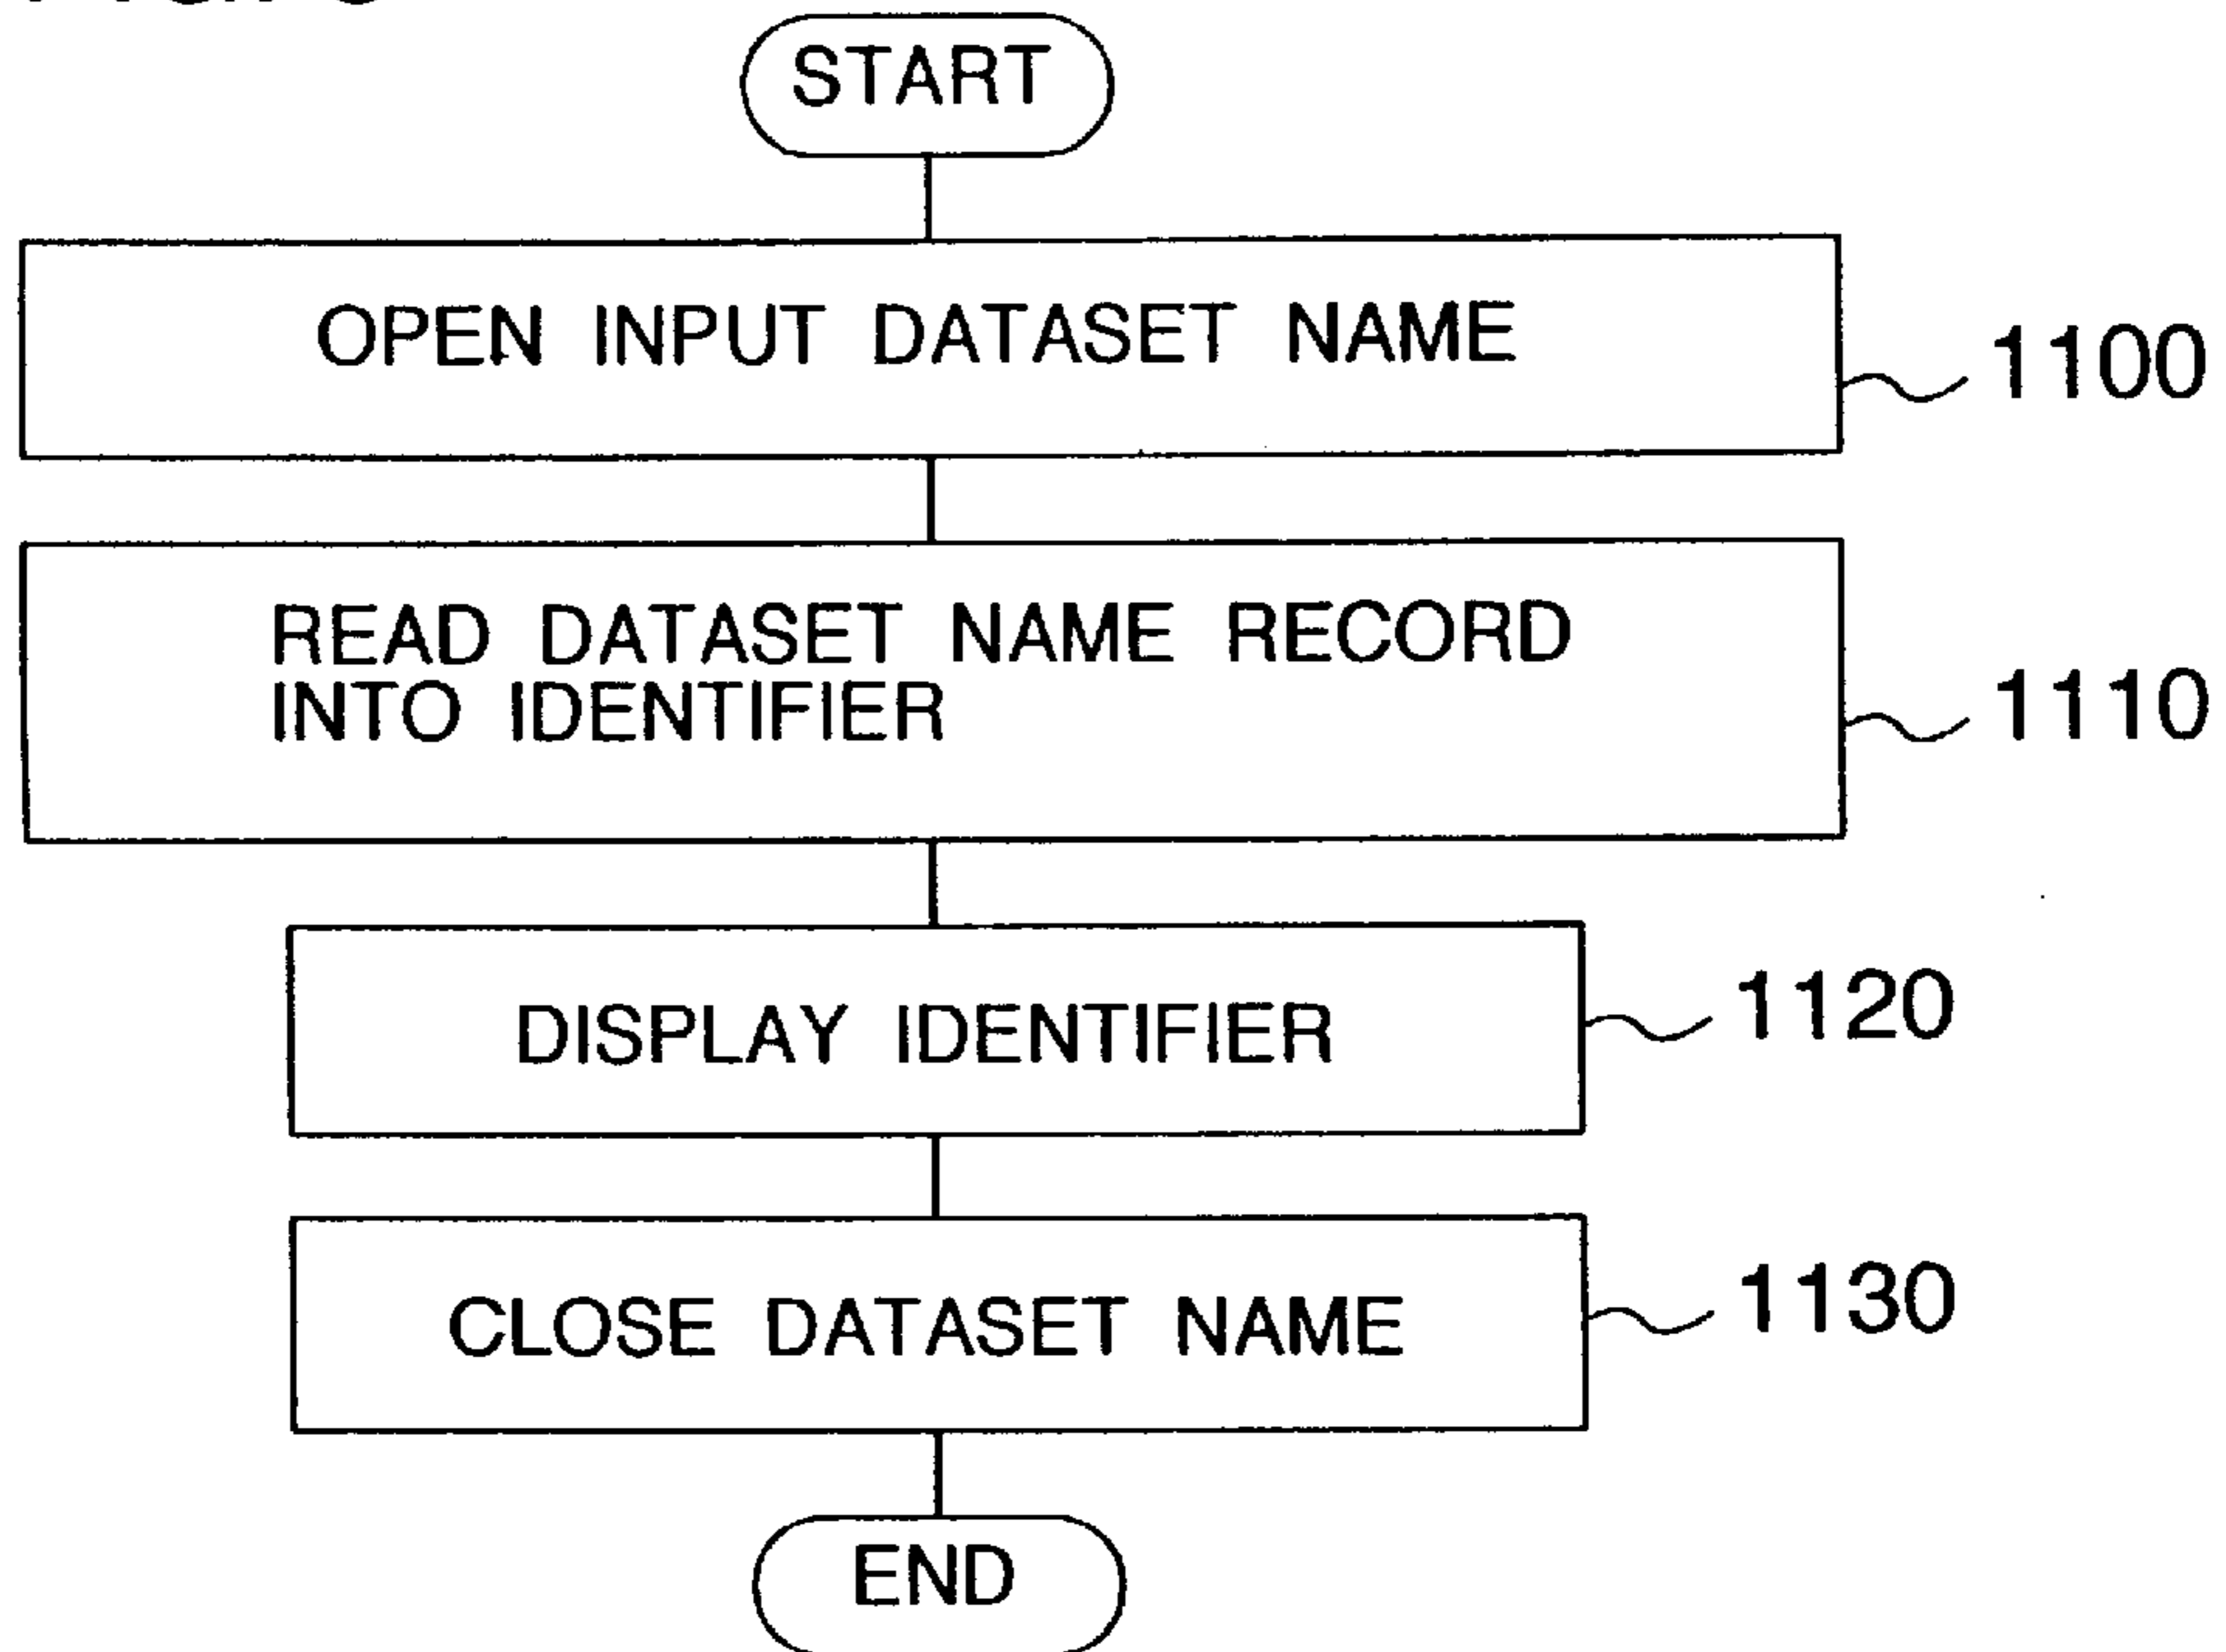 START
OPEN INPUT DATASET NAME
1100
READ DATASET NAME RECORD
INTO IDENTIFIER
1110
DISPLAY IDENTIFIER
1120
CLOSE DATASET NAME
1130
END